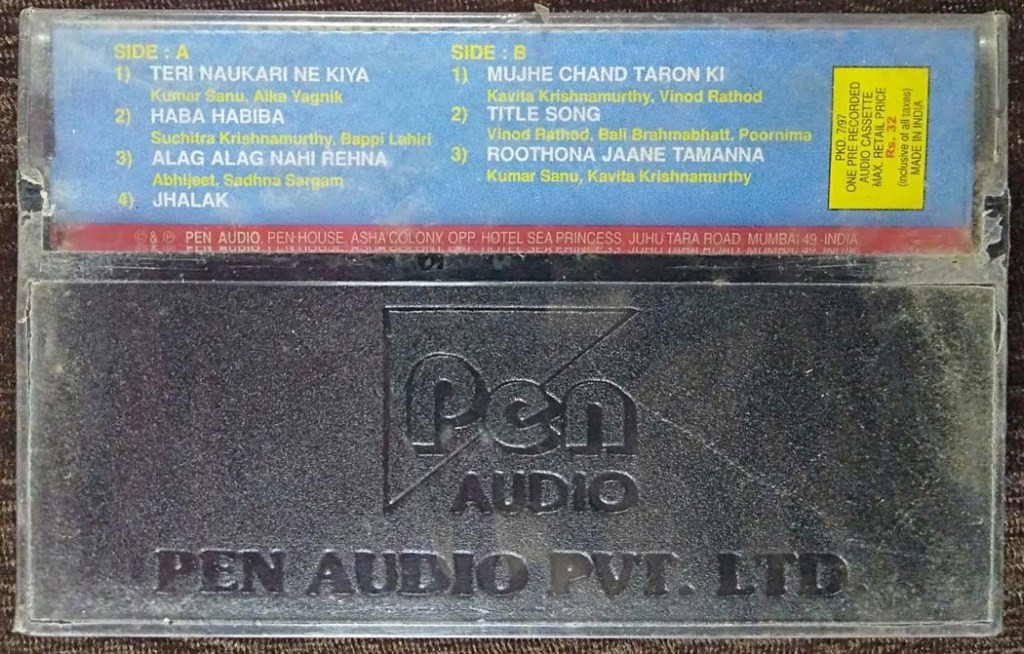 SIDE : A
1) TERI NAUKARI NE KIYA
Kumar Sanu, Alka Yagnik
2) HABA HABIBA
Suchitra Krishnamurthy, Bappi Lahiri
3) ALAG ALAG NAHI REHNA
Abhijeet, Sadhna Sargam
4) JHALAK
SIDE : B
1) MUJHE CHAND TARON KI
Kavita Krishnamurthy, Vinod Rathod
2) TITLE SONG
Vinod Rathod, Bali Brahmabhatt, Poornima
3) ROOTHONA JAANE TAMANNA
Kumar Sanu, Kavita Krishnamurthy
PKD 7/97
ONE PRE RECORDED
AUDIO CASSETTE
MAX. RETAIL PRICE
Rs. 32
(inclusive of all taxes)
MADE IN INDIA
© & ℗ PEN AUDIO, PEN-HOUSE, ASHA COLONY, OPP. HOTEL SEA PRINCESS, JUHU TARA ROAD, MUMBAI 49- INDIA
Pen
AUDIO
PEN AUDIO PVT. LTD.